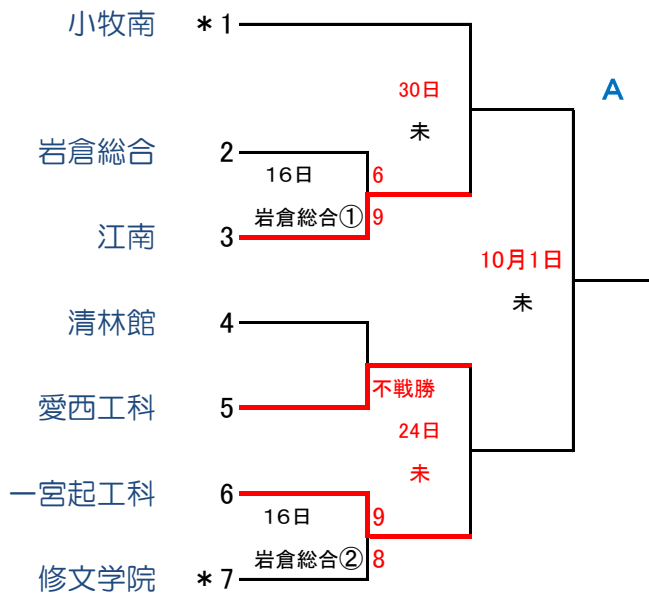 小牧南 *1
30日
A
未
岩倉総合 2
16日 6
岩倉総合① 9
江南 3
10月1日
未
清林館 4
不戦勝
愛西工科 5
24日
未
一宮起工科 6
16日 9
岩倉総合② 8
修文学院 *7